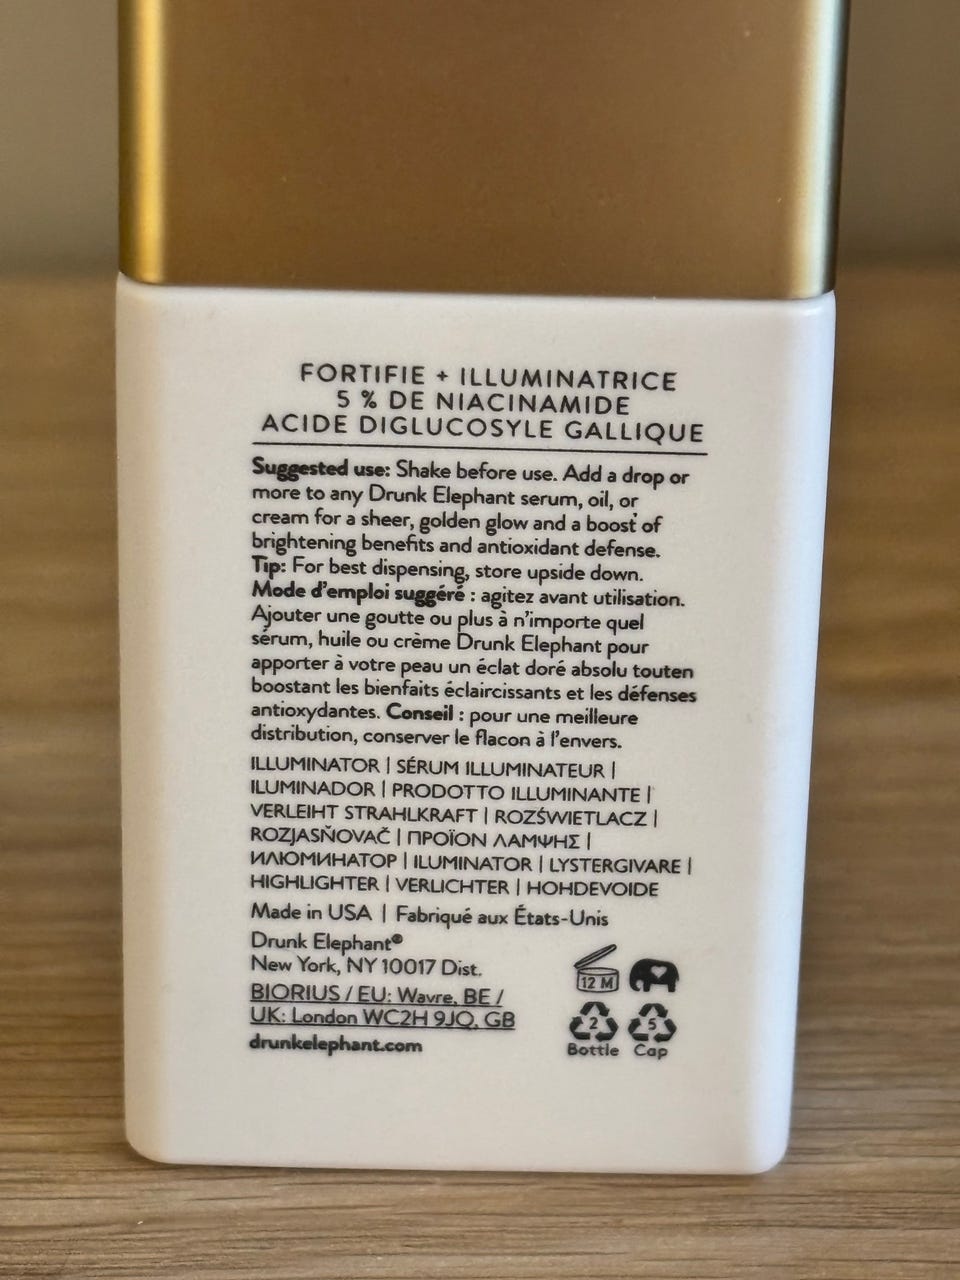 FORTIFIE + ILLUMINATRICE
5 % DE NIACINAMIDE
ACIDE DIGLUCOSYLE GALLIQUE
Suggested use: Shake before use. Add a drop or
more to any Drunk Elephant serum, oil, or
cream for a sheer, golden glow and a boost of
brightening benefits and antioxidant defense.
Tip: For best dispensing, store upside down.
Mode d'emploi suggéré : agitez avant utilisation.
Ajouter une goutte ou plus à n'importe quel
sérum, huile ou crème Drunk Elephant pour
apporter à votre peau un éclat doré absolu touten
boostant les bienfaits éclaircissants et les défenses
antioxydantes. Conseil : pour une meilleure
distribution, conserver le flacon à l'envers.
ILLUMINATOR | SÉRUM ILLUMINATEUR |
ILUMINADOR | PRODOTTO ILLUMINANTE |
VERLEIHT STRAHLKRAFT | ROZŚWIETLACZ |
ROZJASŇOVAČ | ΠΡΟΪΟΝ ΛΑΜΨΗΣ |
ИЛЮМИНАТОР | ILUMINATOR | LYSTERGIVARE |
HIGHLIGHTER | VERLICHTER | HOHDEVOIDE
Made in USA | Fabriqué aux États-Unis
Drunk Elephant®
New York, NY 10017 Dist.
BIORIUS / EU: Wavre, BE /
UK: London WC2H 9JQ, GB
drunkelephant.com
12 M
2 5
Bottle Cap